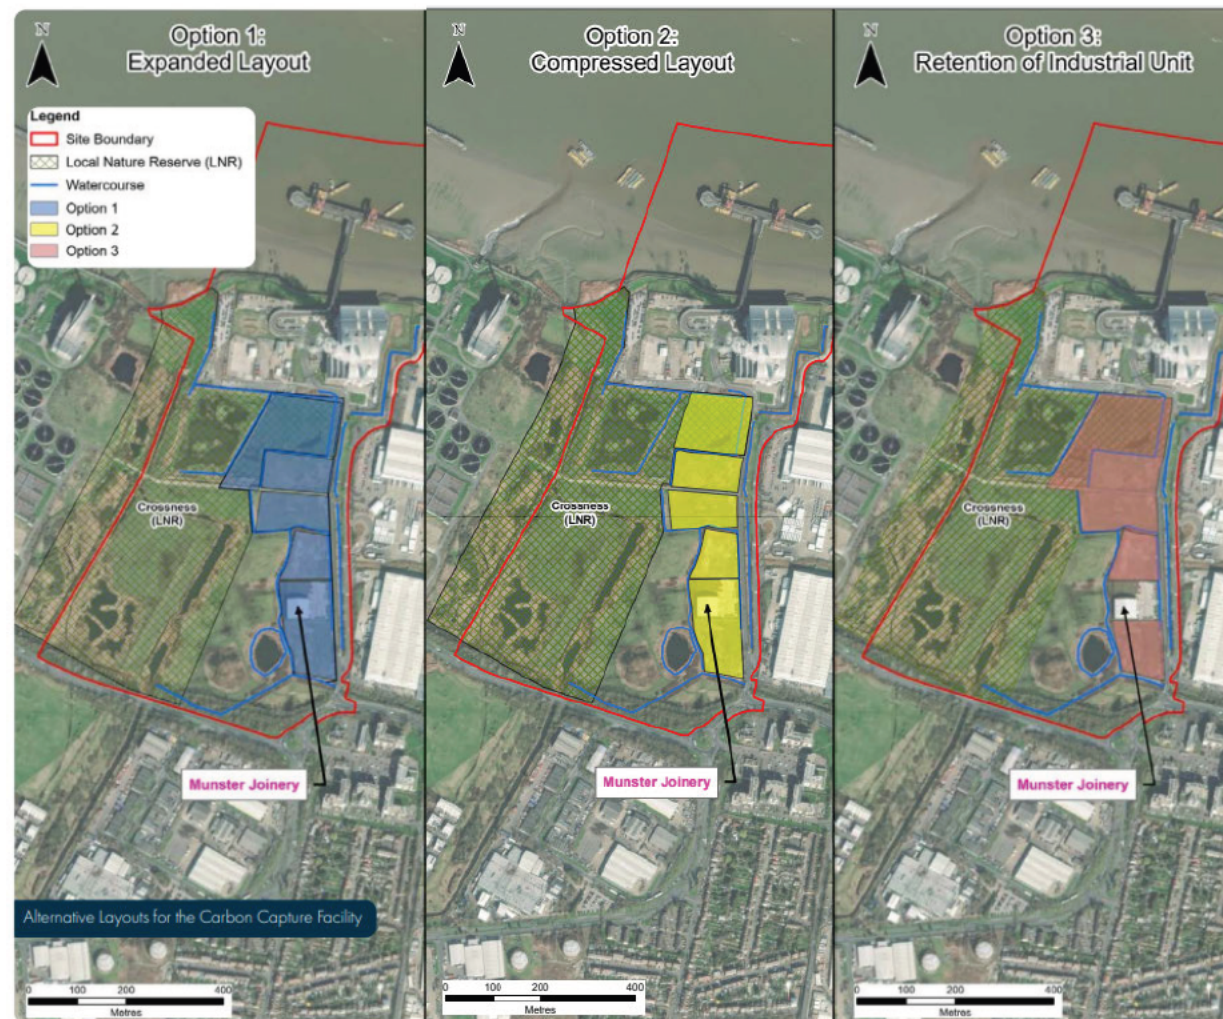 N
Option 1:
Expanded Layout
Legend
Site Boundary
Local Nature Reserve (LNR)
Watercourse
Option 1
Option 2
Option 3
Crossness
(LNR)
Munster Joinery
Alternative Layouts for the Carbon Capture Facility
0 100 200 400
Metres
N
Option 2:
Compressed Layout
Crossness
(LNR)
Munster Joinery
0 100 200 400
Metres
N
Option 3:
Retention of Industrial Unit
Crossness
(LNR)
Munster Joinery
0 100 200 400
Metres